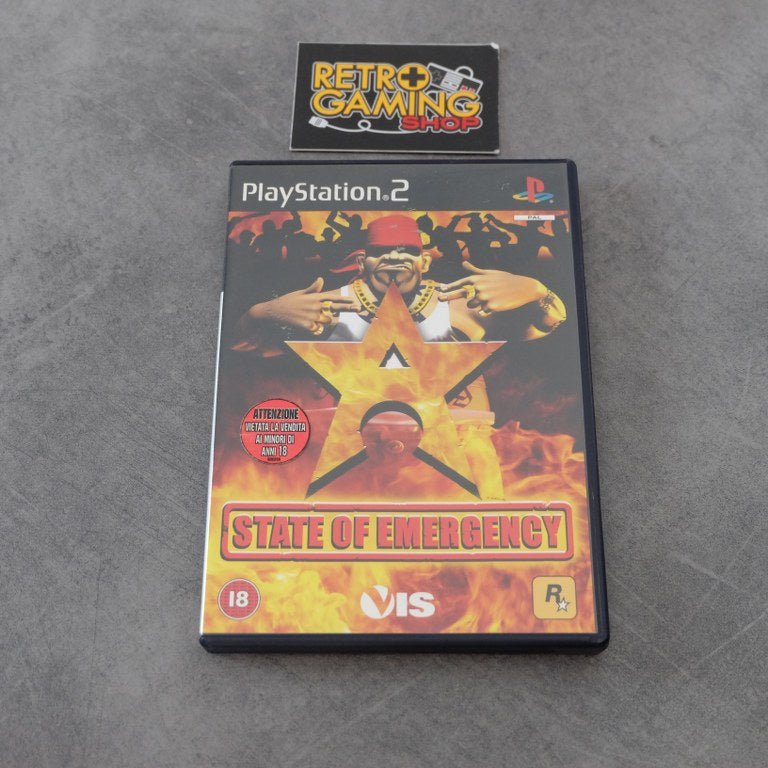 RETRO
GAMING
SHOP
PlayStation®2
PAL
ATTENZIONE
VIETATA LA VENDITA
AI MINORI DI
ANNI 18
STATE OF EMERGENCY
18
VIS
R